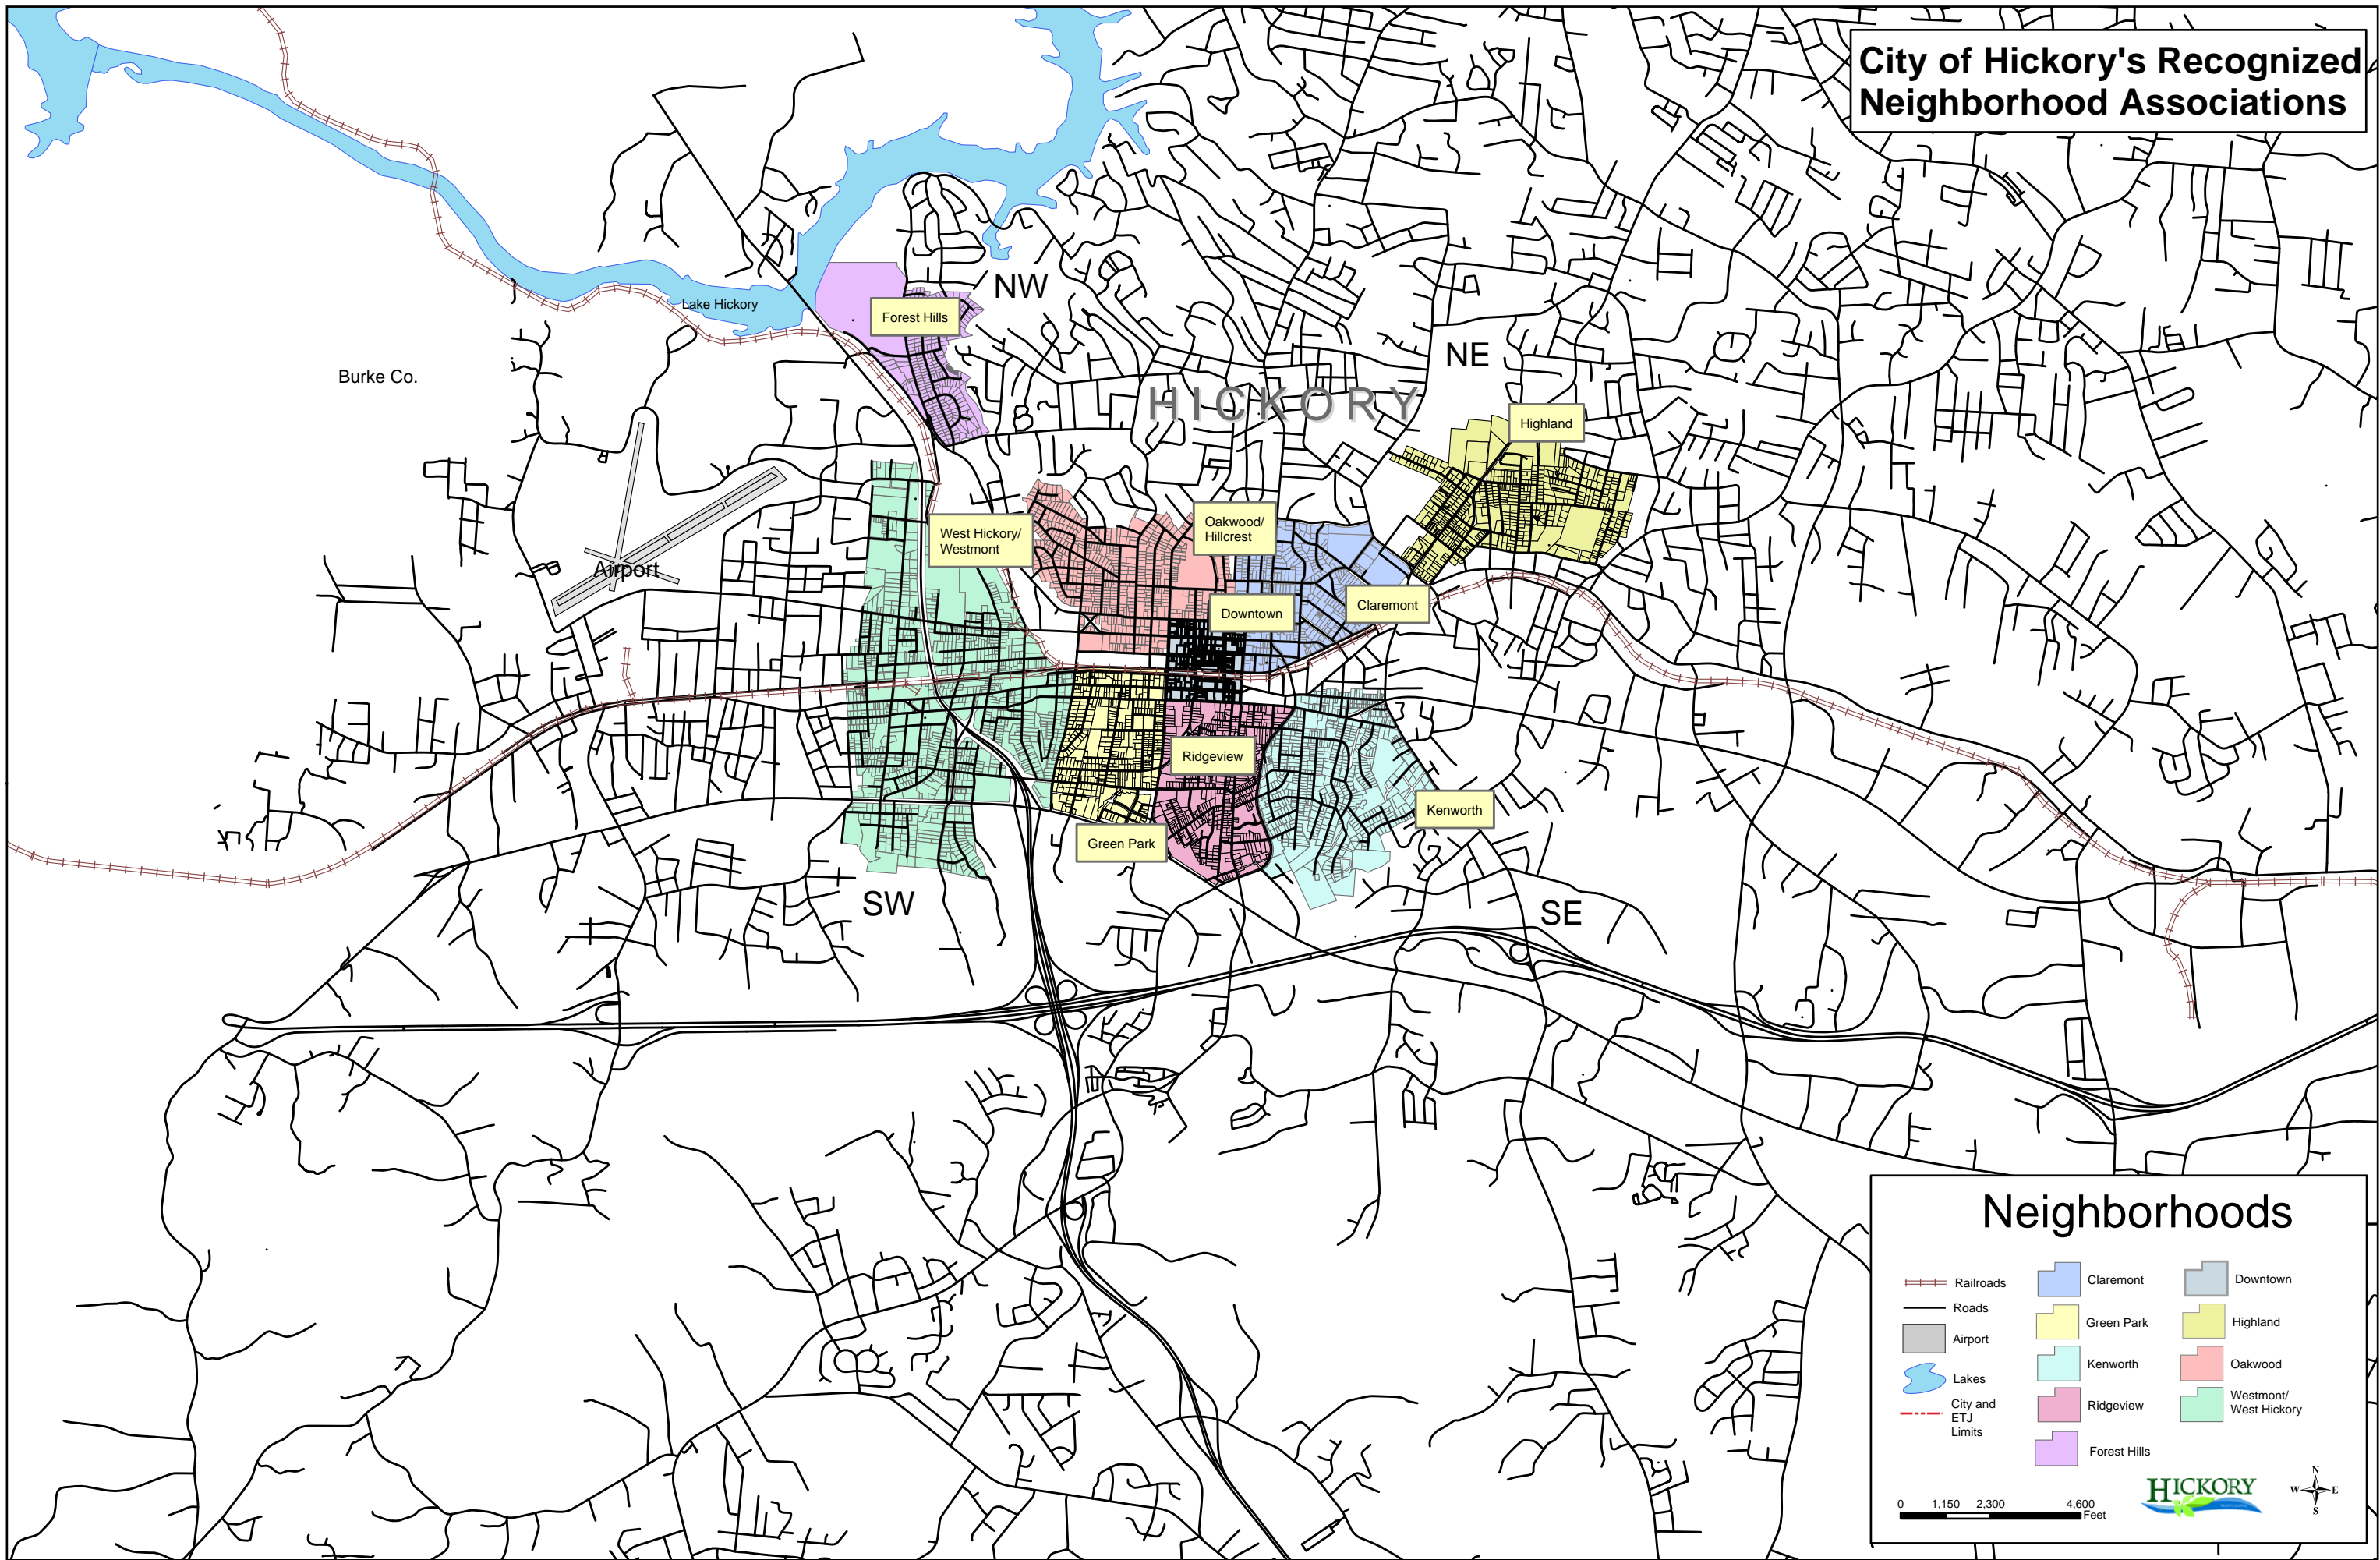 City of Hickory's Recognized
Neighborhood Associations
NW
Lake Hickory
Forest Hills
NE
Burke Co.
HICKORY
Highland
West Hickory/
Westmont
Oakwood/
Hillcrest
Airport
Downtown
Claremont
Ridgeview
Kenworth
Green Park
SW
SE
Neighborhoods
Railroads
Roads
Airport
Lakes
City and
ETJ
Limits
Claremont
Green Park
Kenworth
Ridgeview
Forest Hills
Downtown
Highland
Oakwood
Westmont/
West Hickory
0 1,150 2,300 4,600
Feet
HICKORY
N
W E
S